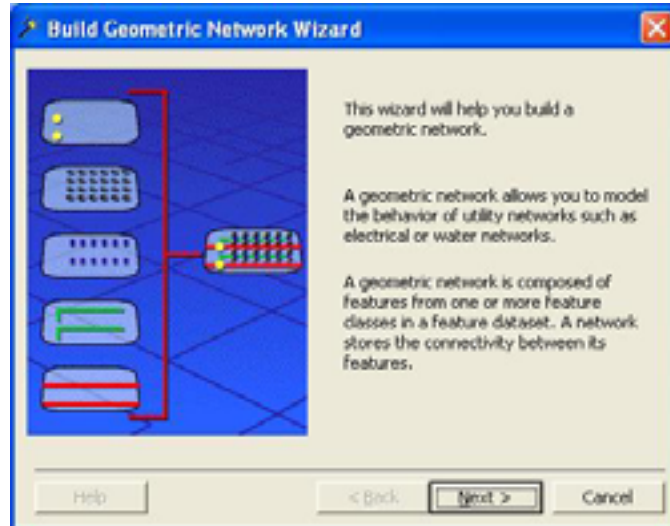 Build Geometric Network Wizard
This wizard will help you build a
geometric network.
A geometric network allows you to model
the behavior of utility networks such as
electrical or water networks.
A geometric network is composed of
features from one or more feature
classes in a feature dataset. A network
stores the connectivity between its
features.
Help
< Back
Next >
Cancel